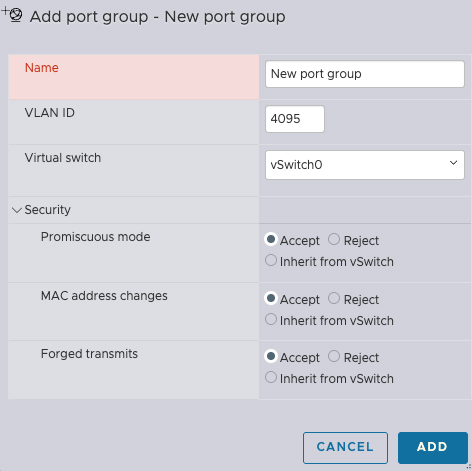 Add port group - New port group
Name
New port group
VLAN ID
4095
Virtual switch
vSwitch0
Security
Promiscuous mode
Accept Reject
Inherit from vSwitch
MAC address changes
Accept Reject
Inherit from vSwitch
Forged transmits
Accept Reject
Inherit from vSwitch
CANCEL ADD